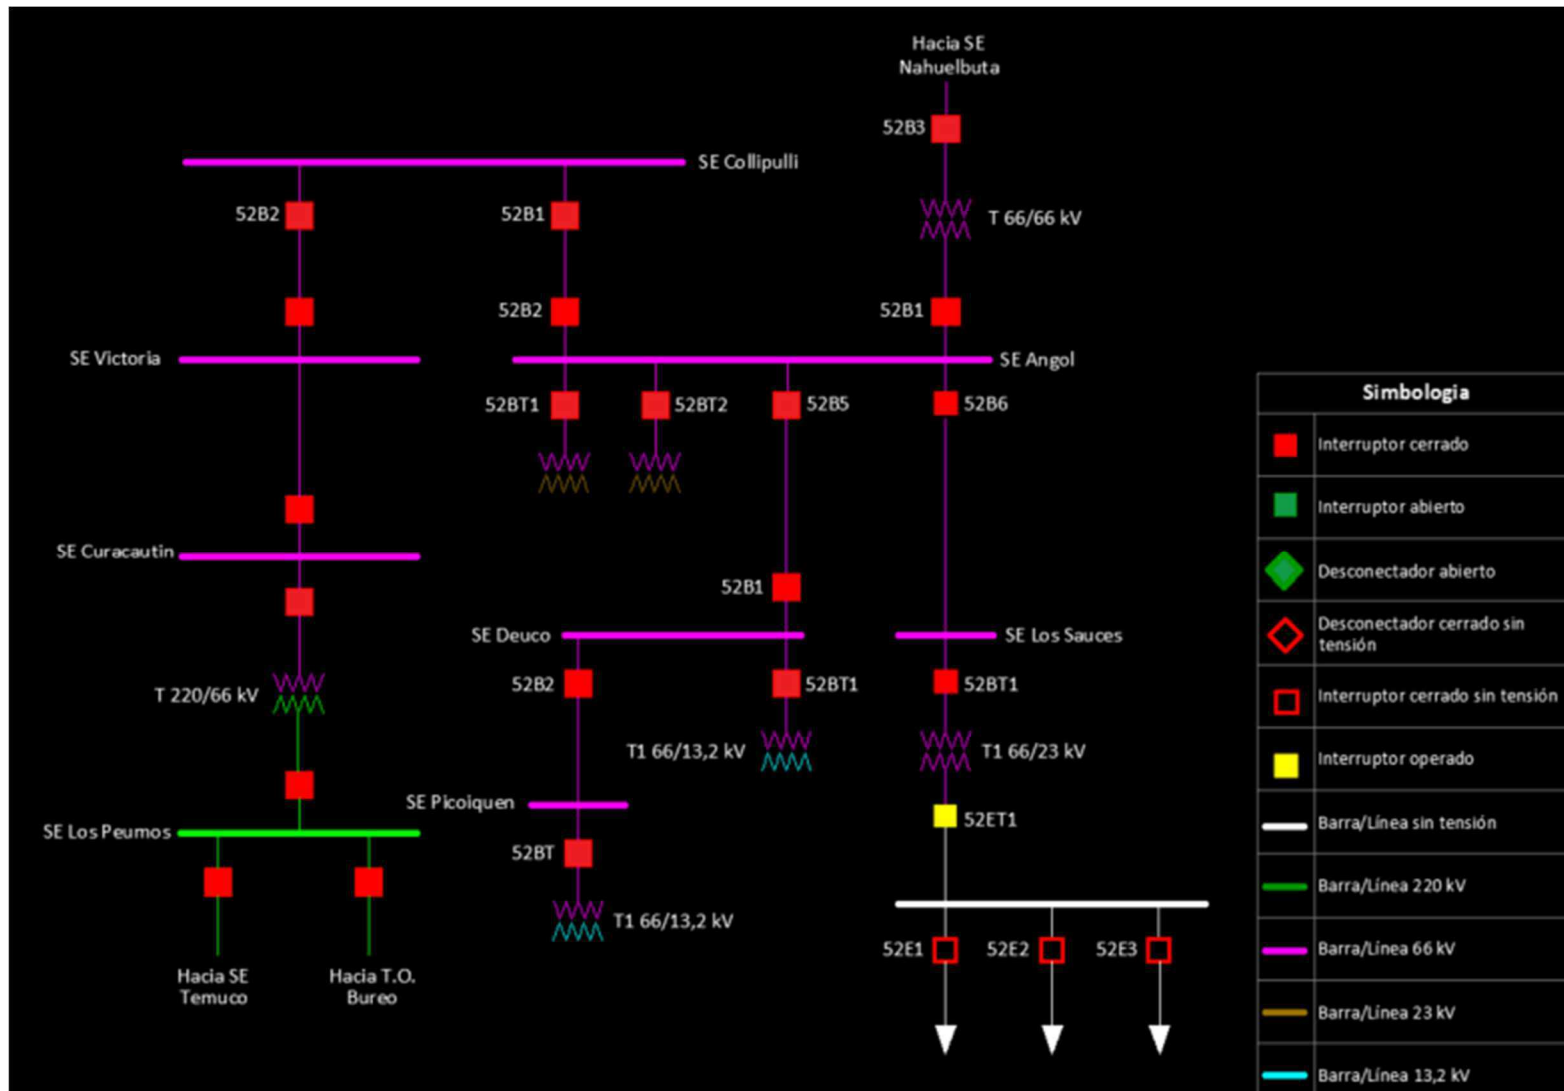 Hacia SE
Nahuelbuta
52B3
SE Collipulli
52B2
52B1
T 66/66 kV
52B2
52B1
SE Victoria
SE Angol
52BT1
52BT2
52B5
52B6
SE Curacautin
52B1
SE Deuco
SE Los Sauces
T 220/66 kV
52B2
52BT1
52BT1
T1 66/13,2 kV
T1 66/23 kV
SE Picoiquen
52ET1
SE Los Peumos
52BT
T1 66/13,2 kV
52E1
52E2
52E3
Hacia SE
Temuco
Hacia T.O.
Bureo
Simbologia
Interruptor cerrado
Interruptor abierto
Desconectador abierto
Desconectador cerrado sin
tensión
Interruptor cerrado sin tensión
Interruptor operado
Barra/Línea sin tensión
Barra/Línea 220 kV
Barra/Línea 66 kV
Barra/Línea 23 kV
Barra/Línea 13,2 kV